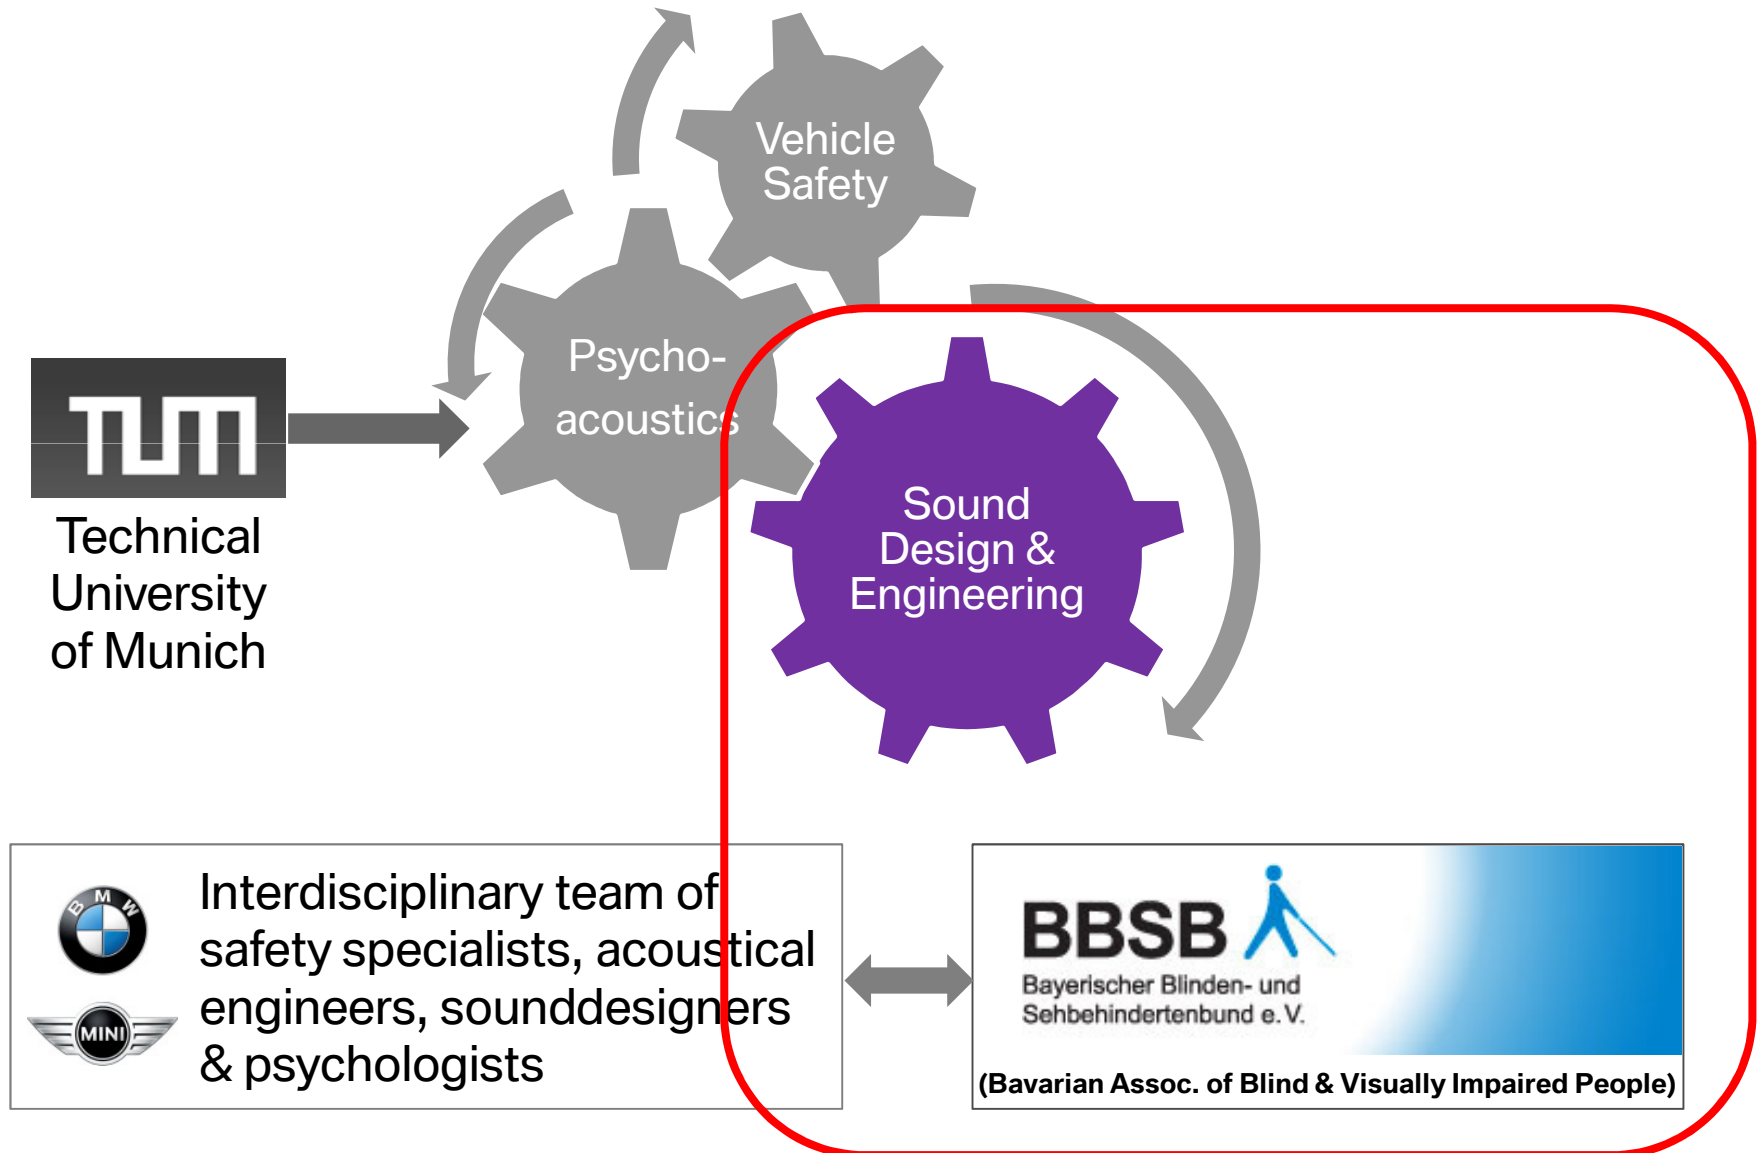 Vehicle
Safety
Psycho-
acoustics
TUM
Technical
University
of Munich
Sound
Design &
Engineering
BMW
MINI
Interdisciplinary team of
safety specialists, acoustical
engineers, sounddesigners
& psychologists
BBSB
Bayerischer Blinden- und
Sehbehindertenbund e.V.
(Bavarian Assoc. of Blind & Visually Impaired People)